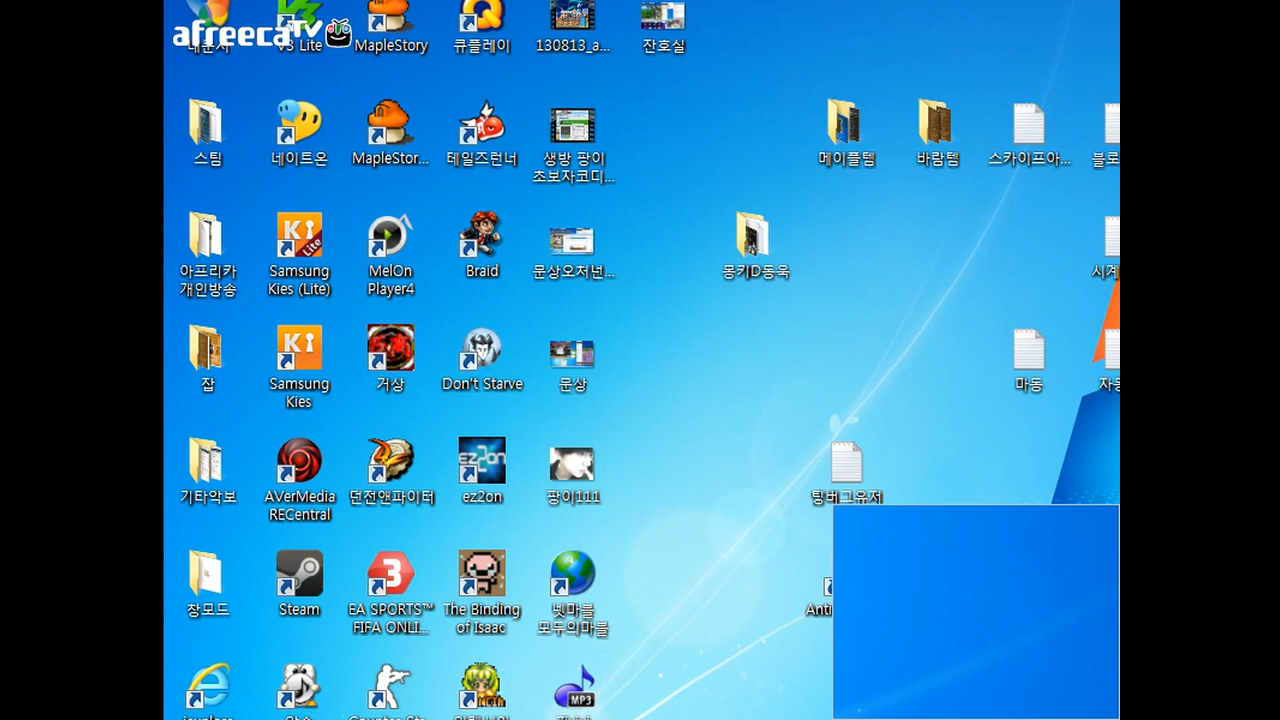 afreecaTV
V3 Lite
MapleStory
큐플레이
130813_a...
잔호실
스팀
네이트온
MapleStor...
테일즈런너
생방 팡이
초보자코디...
메이플템
바람템
스카이프아...
블로
아프리카
개인방송
Samsung
Kies (Lite)
MelOn
Player4
Braid
문상오처넌...
몽키D동욱
시계
잡
Samsung
Kies
거상
Don't Starve
문상
마동
자동
기타악보
AVerMedia
RECentral
던전앤파이터
ez2on
팡이111
팅버그유저
창모드
Steam
EA SPORTS™
FIFA ONLI...
The Binding
of Isaac
넷마블
모두의마블
Anti